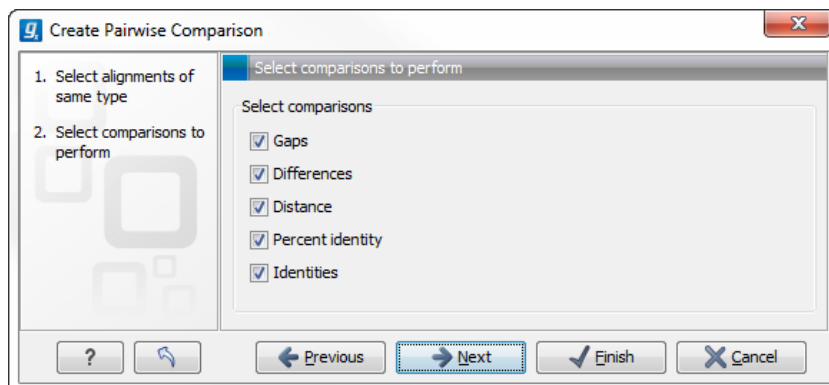 Create Pairwise Comparison
1. Select alignments of
same type
2. Select comparisons to
perform
Select comparisons to perform
Select comparisons
Gaps
Differences
Distance
Percent identity
Identities
?
Previous
Next
Finish
Cancel